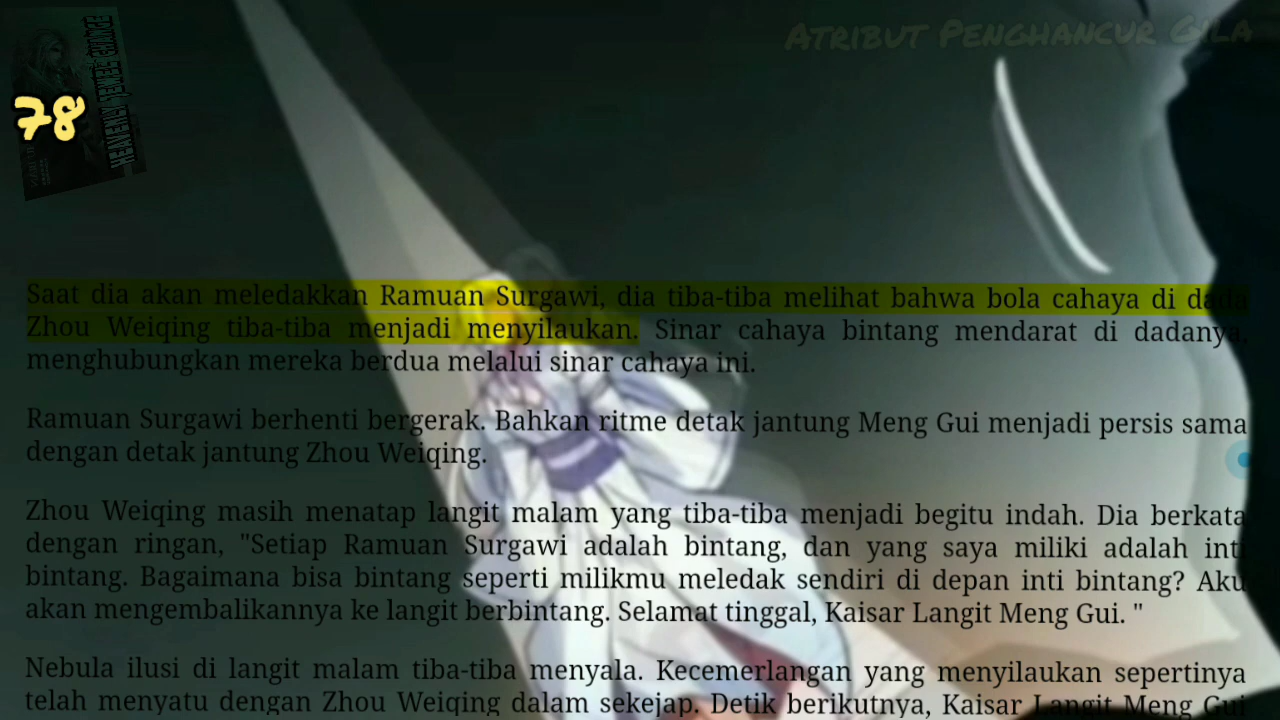 Atribut Penghancur Gila
HEAVENLY JEWEL CHANGE
78
Saat dia akan meledakkan Ramuan Surgawi, dia tiba-tiba melihat bahwa bola cahaya di dada
Zhou Weiqing tiba-tiba menjadi menyilaukan. Sinar cahaya bintang mendarat di dadanya,
menghubungkan mereka berdua melalui sinar cahaya ini.
Ramuan Surgawi berhenti bergerak. Bahkan ritme detak jantung Meng Gui menjadi persis sama
dengan detak jantung Zhou Weiqing.
Zhou Weiqing masih menatap langit malam yang tiba-tiba menjadi begitu indah. Dia berkata
dengan ringan, "Setiap Ramuan Surgawi adalah bintang, dan yang saya miliki adalah inti
bintang. Bagaimana bisa bintang seperti milikmu meledak sendiri di depan inti bintang? Aku
akan mengembalikannya ke langit berbintang. Selamat tinggal, Kaisar Langit Meng Gui. "
Nebula ilusi di langit malam tiba-tiba menyala. Kecemerlangan yang menyilaukan sepertinya
telah menyatu dengan Zhou Weiqing dalam sekejap. Detik berikutnya, Kaisar Langit Meng Gui